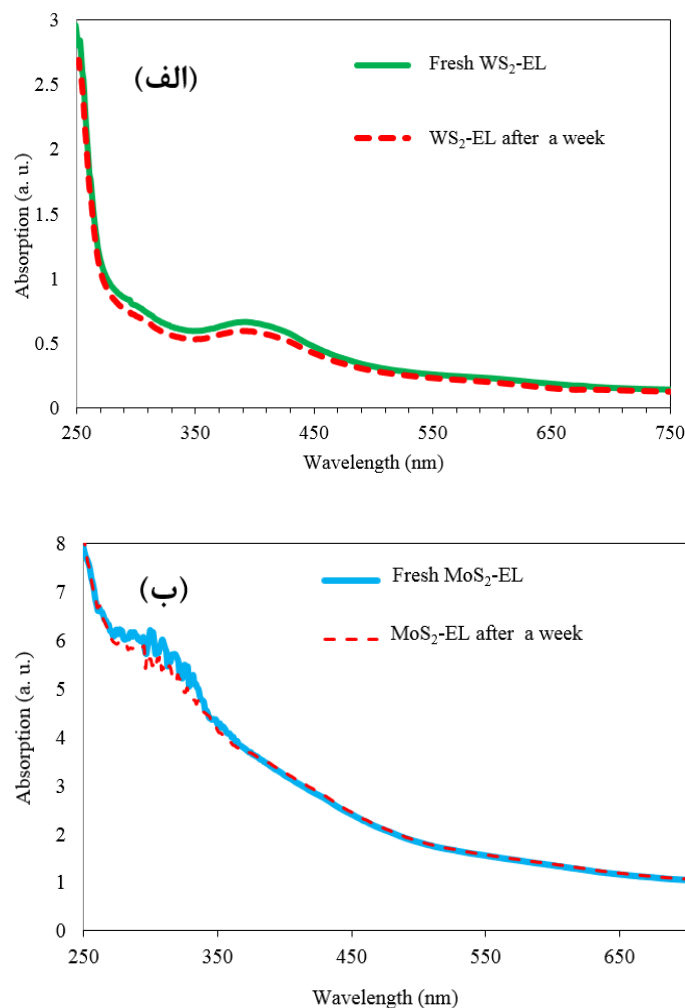 3
2.5
2
1.5
1
0.5
0
Absorption (a. u.)
(الف)
Fresh WS₂-EL
WS₂-EL after a week
250 350 450 550 650 750
Wavelength (nm)
8
7
6
5
4
3
2
1
0
Absorption (a. u.)
(ب)
Fresh MoS₂-EL
MoS₂-EL after a week
250 350 450 550 650
Wavelength (nm)